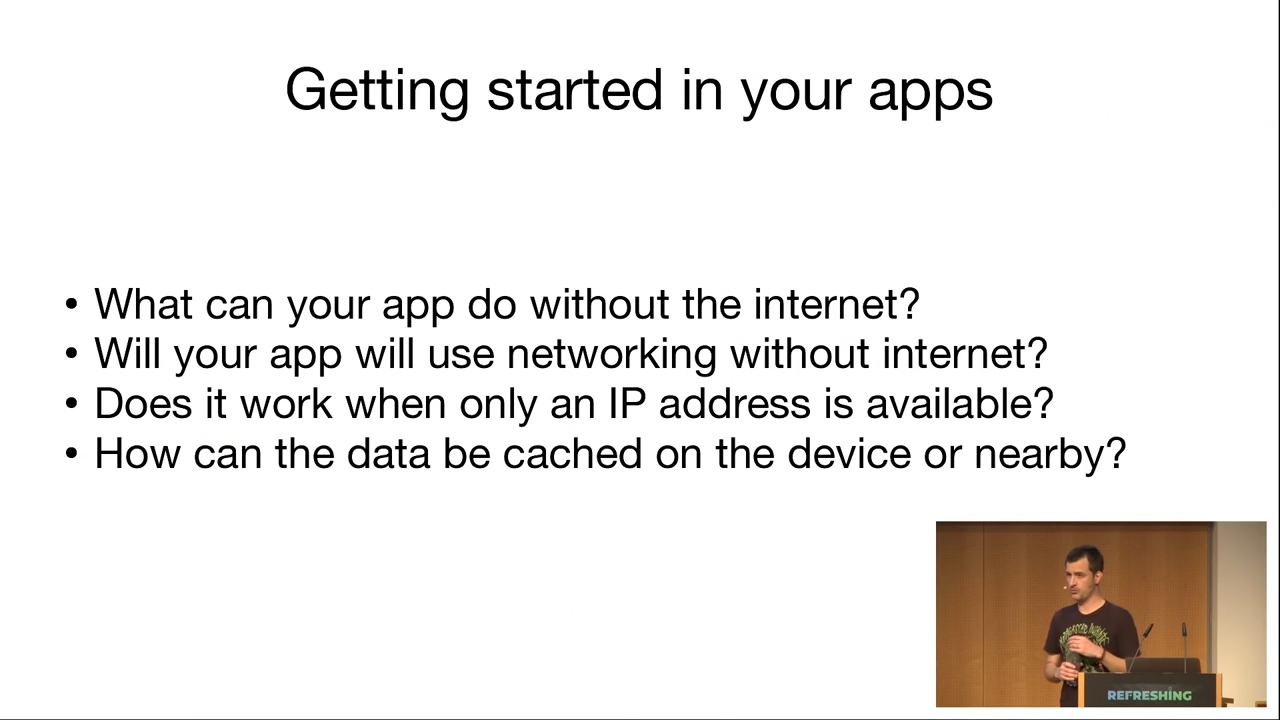 Getting started in your apps
• What can your app do without the internet?
• Will your app will use networking without internet?
• Does it work when only an IP address is available?
• How can the data be cached on the device or nearby?
REFRESHING